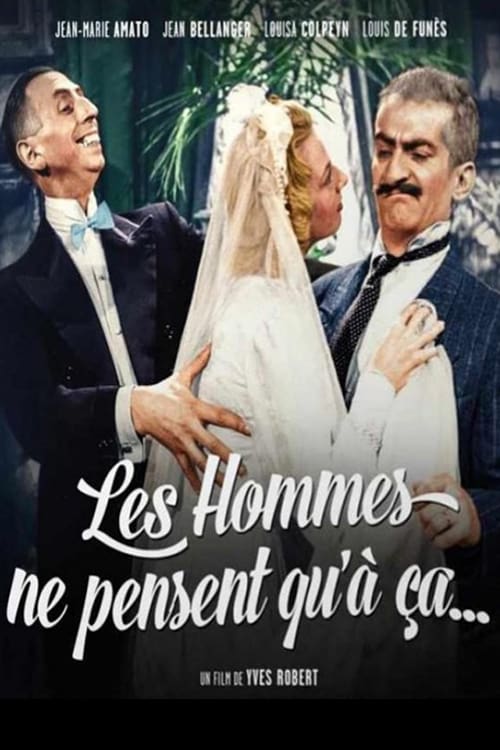 JEAN-MARIE AMATO JEAN BELLANGER LOUISA COLPEYN LOUIS DE FUNÈS
Les Hommes
ne pensent qu'à ça...
UN FILM DE YVES ROBERT